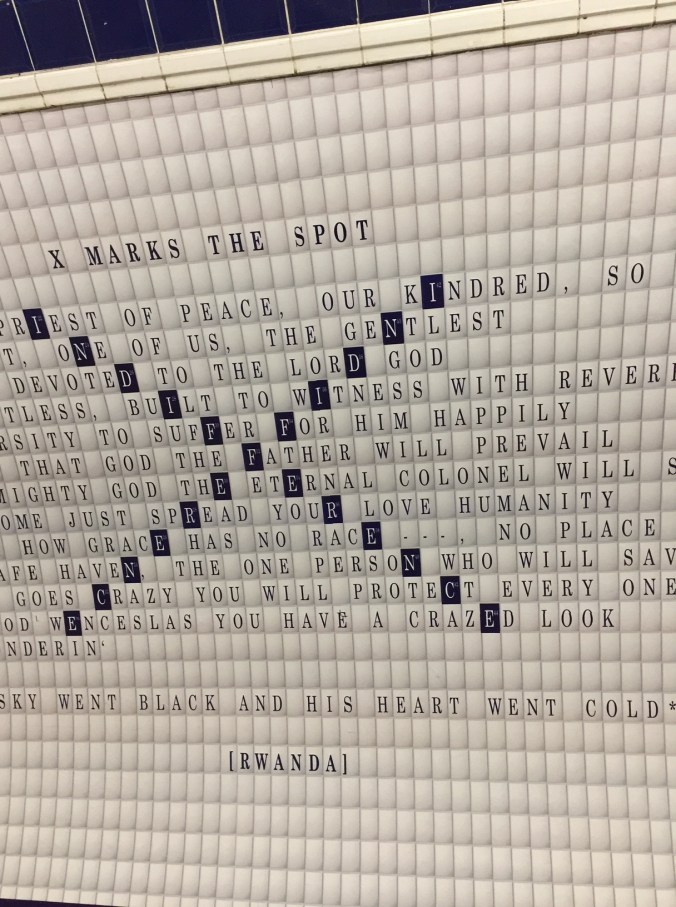 X MARKS THE SPOT
PRIEST OF PEACE, OUR KINDRED, SO
T, ONE OF US, THE GENTLEST
DEVOTED TO THE LORD GOD
TLESS, BUILT TO WITNESS WITH REVER
RSITY TO SUFFER FOR HIM HAPPILY
THAT GOD THE FATHER WILL PREVAIL
MIGHTY GOD THE ETERNAL COLONEL WILL S
OME JUST SPREAD YOUR LOVE HUMANITY
HOW GRACE HAS NO RACE ---, NO PLACE
AFE HAVEN, THE ONE PERSON WHO WILL SAV
GOES CRAZY YOU WILL PROTECT EVERY ONE
OD' WENCESLAS YOU HAVE A CRAZED LOOK
NDERIN'
SKY WENT BLACK AND HIS HEART WENT COLD*
[RWANDA]